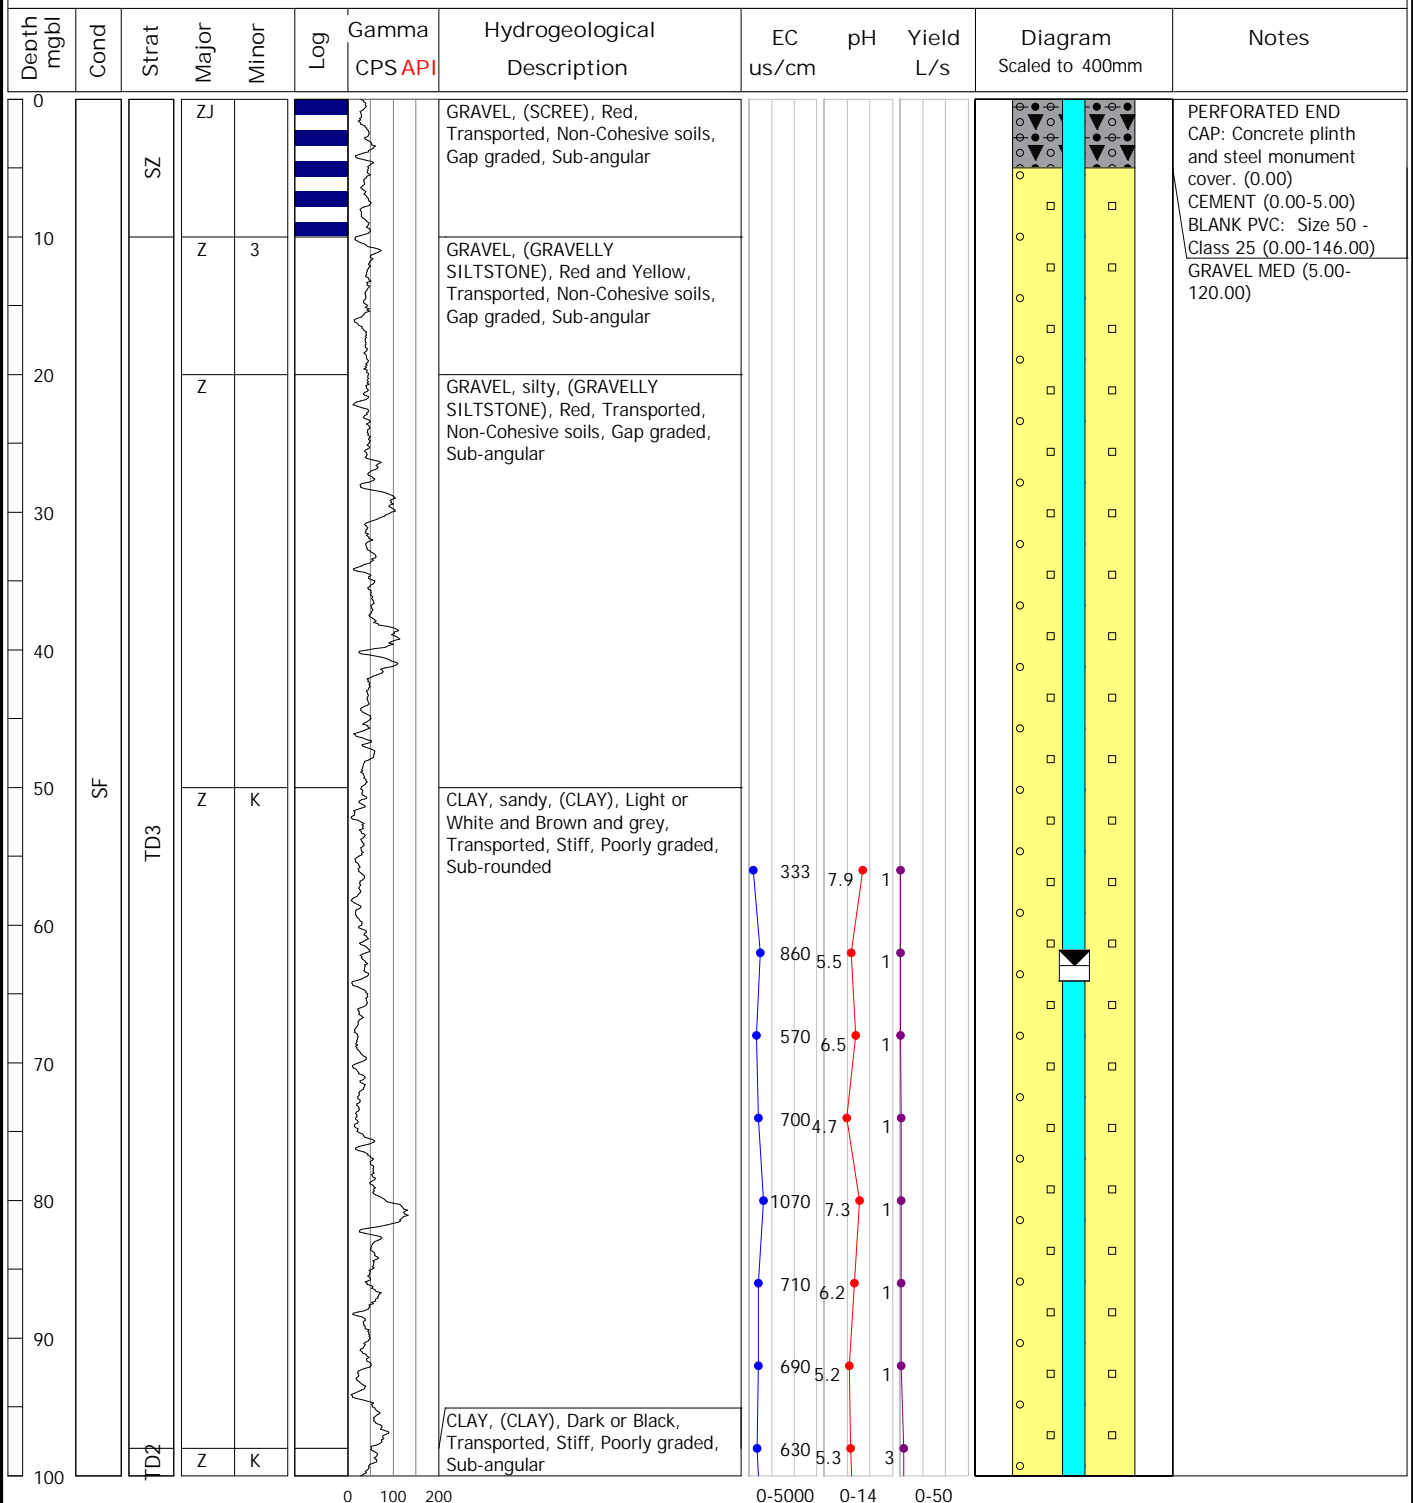 Depth
mgbl
Cond
Strat
Major
Minor
Log
Gamma
CPS API
Hydrogeological
Description
EC
us/cm
pH
Yield
L/s
Diagram
Scaled to 400mm
Notes
0
10
20
30
40
50
60
70
80
90
100
SF
SZ
TD3
TD2
ZJ
GRAVEL, (SCREE), Red,
Transported, Non-Cohesive soils,
Gap graded, Sub-angular
Z 3
GRAVEL, (GRAVELLY
SILTSTONE), Red and Yellow,
Transported, Non-Cohesive soils,
Gap graded, Sub-angular
Z
GRAVEL, silty, (GRAVELLY
SILTSTONE), Red, Transported,
Non-Cohesive soils, Gap graded,
Sub-angular
Z K
CLAY, sandy, (CLAY), Light or
White and Brown and grey,
Transported, Stiff, Poorly graded,
Sub-rounded
Z K
CLAY, (CLAY), Dark or Black,
Transported, Stiff, Poorly graded,
Sub-angular
333 7.9 1
860 5.5 1
570 6.5 1
700 4.7 1
1070 7.3 1
710 6.2 1
690 5.2 1
630 5.3 3
PERFORATED END
CAP: Concrete plinth
and steel monument
cover. (0.00)
CEMENT (0.00-5.00)
BLANK PVC: Size 50 -
Class 25 (0.00-146.00)
GRAVEL MED (5.00-
120.00)
0 100 200
0-5000 0-14 0-50